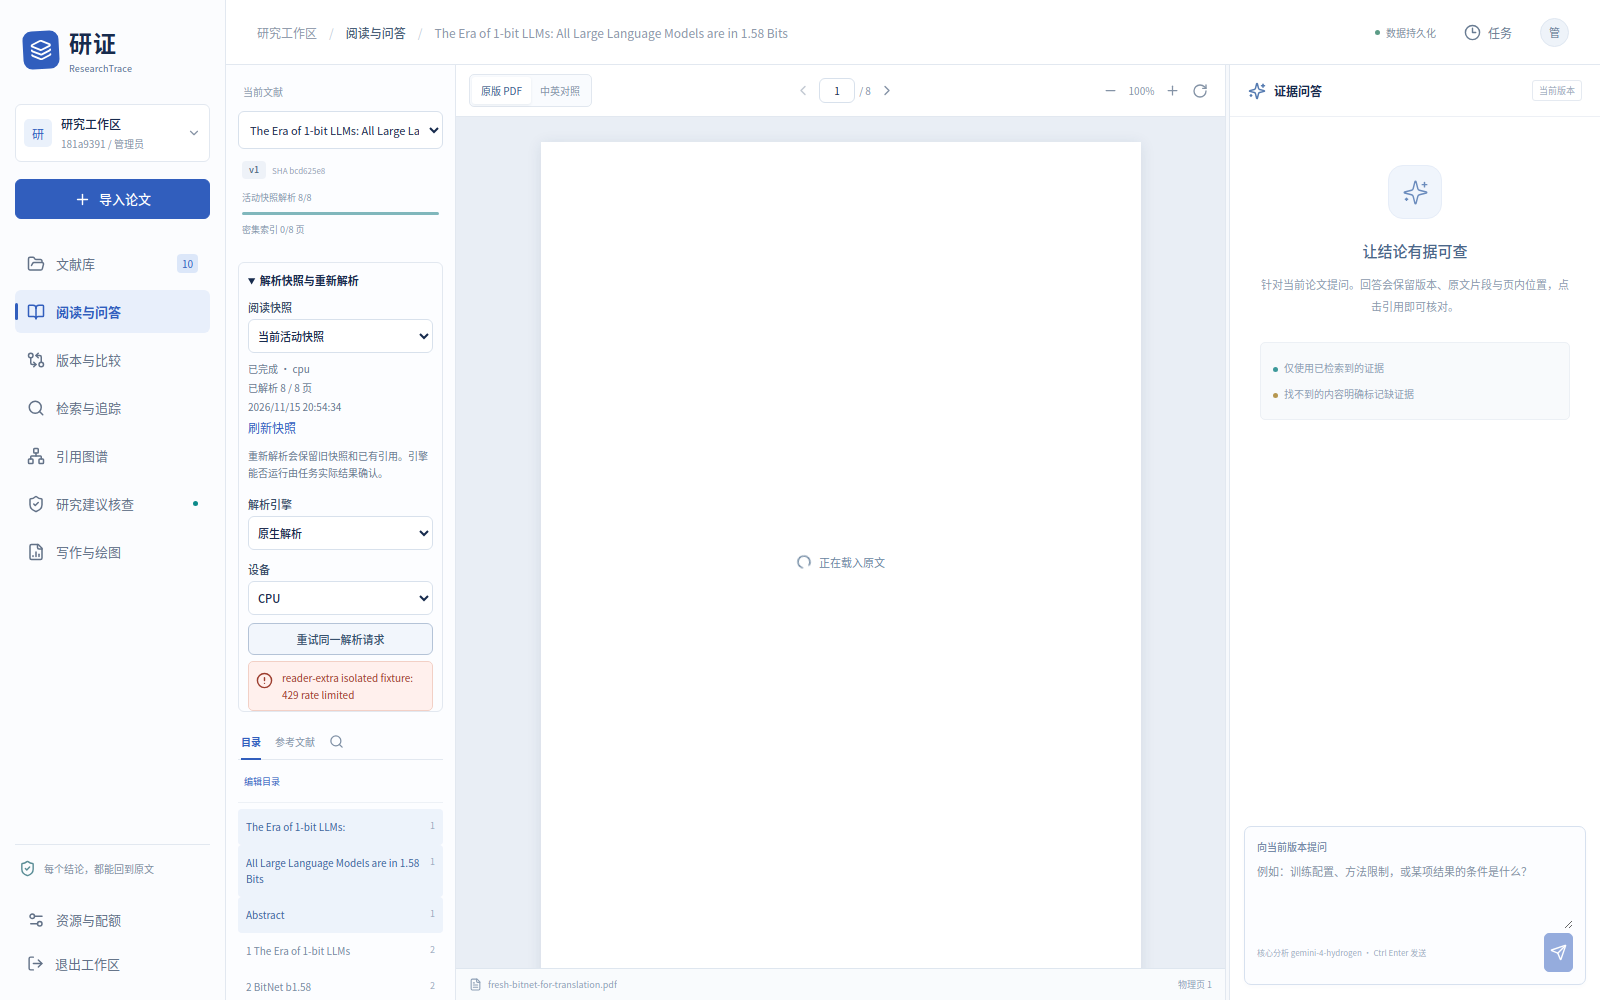 研证
ResearchTrace
研
研究工作区
181a9391 / 管理员
导入论文
文献库
10
阅读与问答
版本与比较
检索与追踪
引用图谱
研究建议核查
写作与绘图
每个结论，都能回到原文
资源与配额
退出工作区
研究工作区 / 阅读与问答 / The Era of 1-bit LLMs: All Large Language Models are in 1.58 Bits
数据持久化
任务
管
当前文献
The Era of 1-bit LLMs: All Large La
v1
SHA bcd625e8
活动快照解析 8/8
密集索引 0/8 页
▼ 解析快照与重新解析
阅读快照
当前活动快照
已完成 · cpu
已解析 8 / 8 页
2026/11/15 20:54:34
刷新快照
重新解析会保留旧快照和已有引用。引擎
能否运行由任务实际结果确认。
解析引擎
原生解析
设备
CPU
重试同一解析请求
reader-extra isolated fixture:
429 rate limited
目录
参考文献
编辑目录
The Era of 1-bit LLMs:
1
All Large Language Models are in 1.58
Bits
1
Abstract
1
1 The Era of 1-bit LLMs
2
2 BitNet b1.58
2
原版 PDF
中英对照
1
/ 8
100%
正在载入原文
fresh-bitnet-for-translation.pdf
物理页 1
证据问答
当前版本
让结论有据可查
针对当前论文提问。回答会保留版本、原文片段与页内位置，点
击引用即可核对。
仅使用已检索到的证据
找不到的内容明确标记缺证据
向当前版本提问
例如：训练配置、方法限制，或某项结果的条件是什么？
核心分析 gemini-4-hydrogen · Ctrl Enter 发送